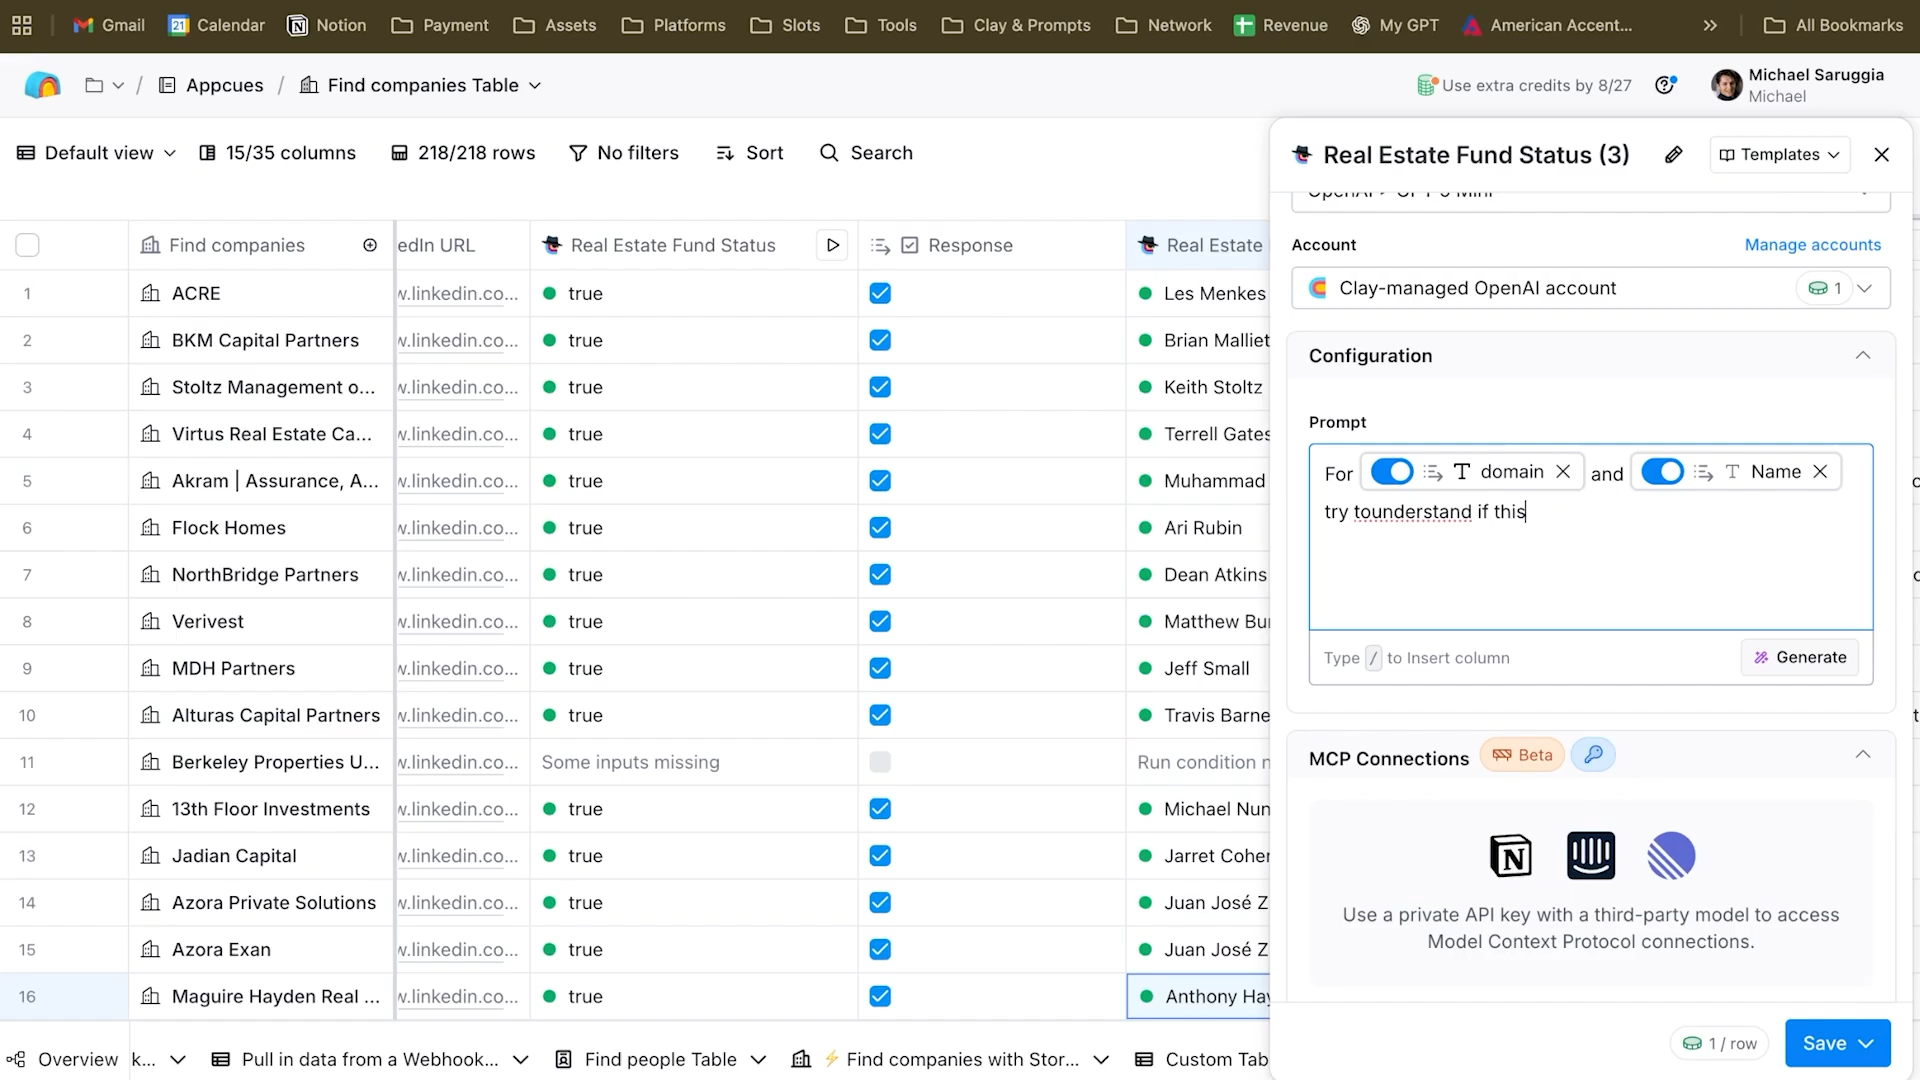 Gmail Calendar Notion Payment Assets Platforms Slots Tools Clay & Prompts Network Revenue My GPT American Accent... All Bookmarks
/ Appcues / Find companies Table Use extra credits by 8/27 Michael Saruggia
Michael
Default view 15/35 columns 218/218 rows No filters Sort Search
Real Estate Fund Status (3) Templates
Find companies edIn URL Real Estate Fund Status Response Real Estate
1 ACRE w.linkedin.co... true Les Menkes
2 BKM Capital Partners w.linkedin.co... true Brian Malliet
3 Stoltz Management o... w.linkedin.co... true Keith Stoltz
4 Virtus Real Estate Ca... w.linkedin.co... true Terrell Gates
5 Akram | Assurance, A... w.linkedin.co... true Muhammad
6 Flock Homes w.linkedin.co... true Ari Rubin
7 NorthBridge Partners w.linkedin.co... true Dean Atkins
8 Verivest w.linkedin.co... true Matthew Bu
9 MDH Partners w.linkedin.co... true Jeff Small
10 Alturas Capital Partners w.linkedin.co... true Travis Barne
11 Berkeley Properties U... w.linkedin.co... Some inputs missing Run condition n
12 13th Floor Investments w.linkedin.co... true Michael Nun
13 Jadian Capital w.linkedin.co... true Jarret Cohen
14 Azora Private Solutions w.linkedin.co... true Juan José Z
15 Azora Exan w.linkedin.co... true Juan José Z
16 Maguire Hayden Real ... w.linkedin.co... true Anthony Hay
Account Manage accounts
Clay-managed OpenAI account 1
Configuration
Prompt
For domain and Name
try tounderstand if this
Type / to Insert column Generate
MCP Connections Beta
Use a private API key with a third-party model to access
Model Context Protocol connections.
1 / row Save
Overview k... Pull in data from a Webhook... Find people Table ⚡ Find companies with Stor... Custom Tab